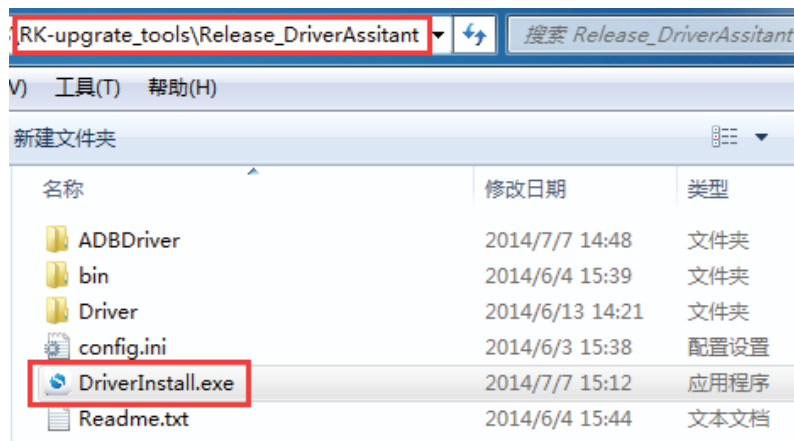 RK-upgrate_tools\Release_DriverAssitant 搜索 Release_DriverAssitant
V) 工具(T) 帮助(H)
新建文件夹
名称 修改日期 类型
ADBDriver 2014/7/7 14:48 文件夹
bin 2014/6/4 15:39 文件夹
Driver 2014/6/13 14:21 文件夹
config.ini 2014/6/3 15:38 配置设置
DriverInstall.exe 2014/7/7 15:12 应用程序
Readme.txt 2014/6/4 15:44 文本文档